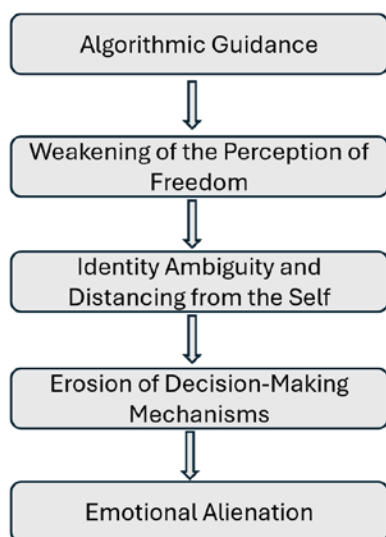 Algorithmic Guidance
Weakening of the Perception of
Freedom
Identity Ambiguity and
Distancing from the Self
Erosion of Decision-Making
Mechanisms
Emotional Alienation